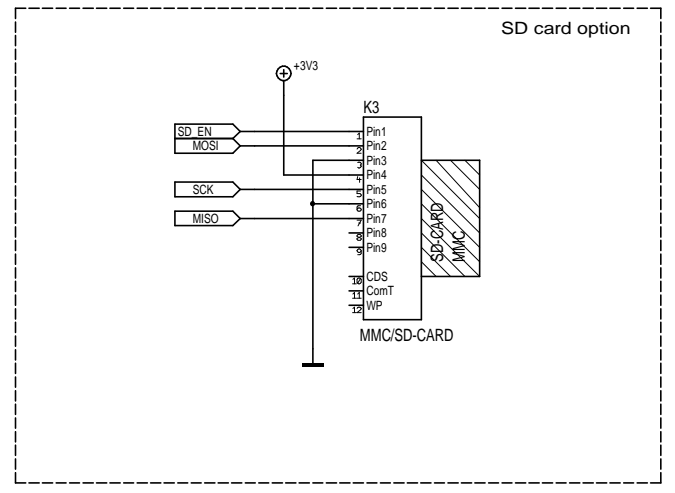 SD card option
+3V3
K3
SD_EN
1 Pin1
MOSI
2 Pin2
3 Pin3
4 Pin4
SCK
5 Pin5
6 Pin6
MISO
7 Pin7
8 Pin8
9 Pin9
SD-CARD
MMC
10 CDS
11 ComT
12 WP
MMC/SD-CARD